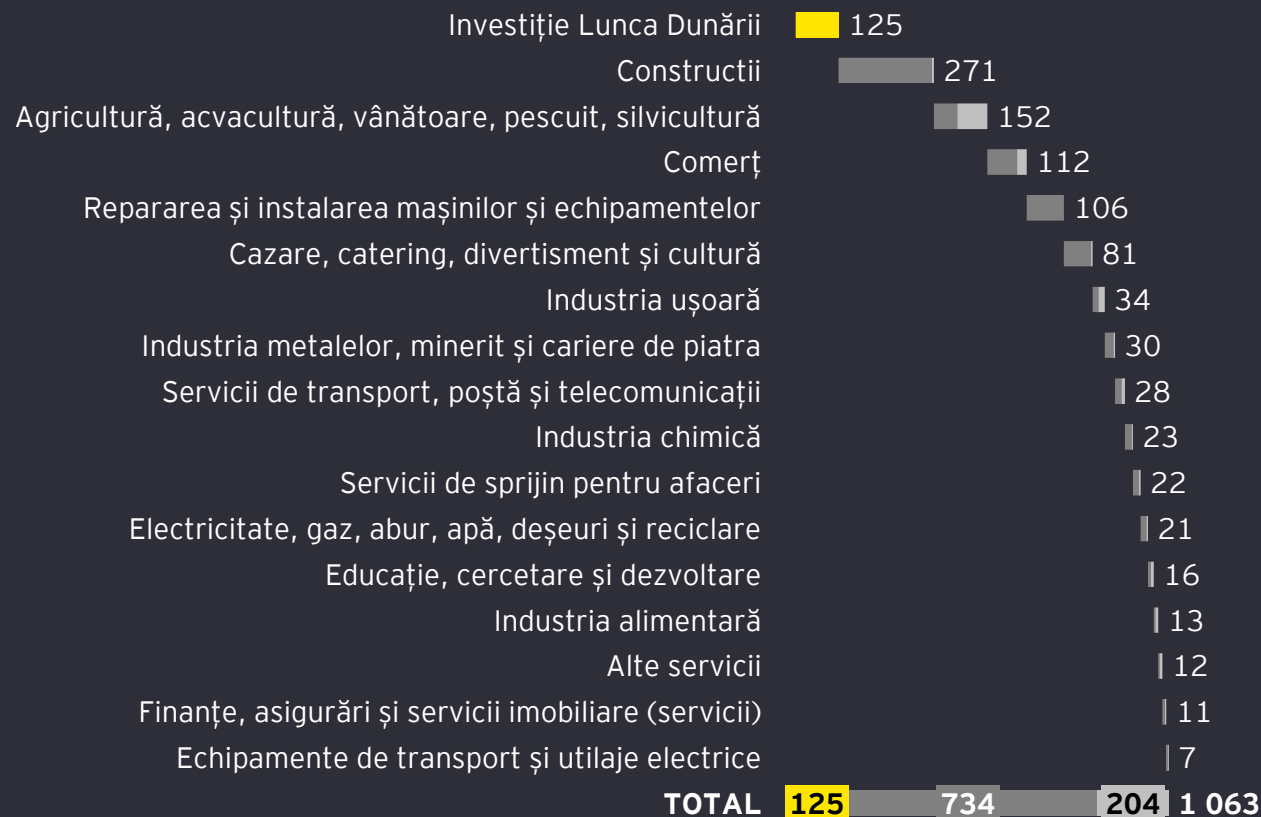 Investiție Lunca Dunării 125
Constructii 271
Agricultură, acvacultură, vânătoare, pescuit, silvicultură 152
Comerț 112
Repararea și instalarea mașinilor și echipamentelor 106
Cazare, catering, divertisment și cultură 81
Industria ușoară 34
Industria metalelor, minerit și cariere de piatra 30
Servicii de transport, poștă și telecomunicații 28
Industria chimică 23
Servicii de sprijin pentru afaceri 22
Electricitate, gaz, abur, apă, deșeuri și reciclare 21
Educație, cercetare și dezvoltare 16
Industria alimentară 13
Alte servicii 12
Finanțe, asigurări și servicii imobiliare (servicii) 11
Echipamente de transport și utilaje electrice 7
TOTAL 125 734 204 1 063